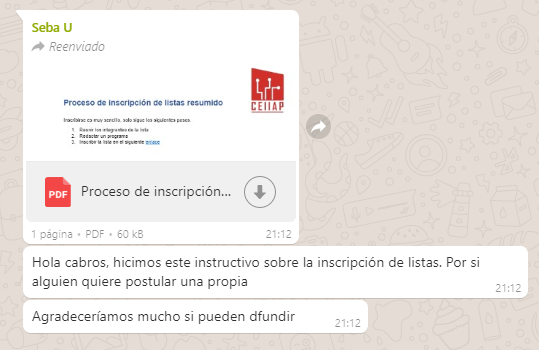 Seba U
Reenviado
CEIIAP
Proceso de inscripción de listas resumido
Inscribirse es muy sencillo, solo sigue los siguientes pasos.
1. Reunir los integrantes de la lista
2. Redactar un programa
3. Inscribir la lista en el siguiente enlace
PDF
Proceso de inscripción...
1 página • PDF • 60 kB
21:12
Hola cabros, hicimos este instructivo sobre la inscripción de listas. Por si
alguien quiere postular una propia
21:12
Agradeceríamos mucho si pueden dfundir
21:12